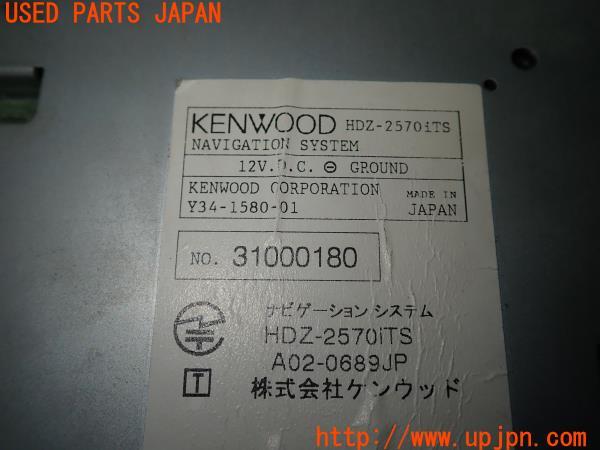 USED PARTS JAPAN
KENWOOD HDZ-2570iTS
NAVIGATION SYSTEM
12V.D.C. ⊖ GROUND
KENWOOD CORPORATION
Y34-1580-01
MADE IN
JAPAN
NO. 31000180
ナビゲーション システム
HDZ-2570iTS
A02-0689JP
T
株式会社ケンウッド
http://www.upjpn.com/